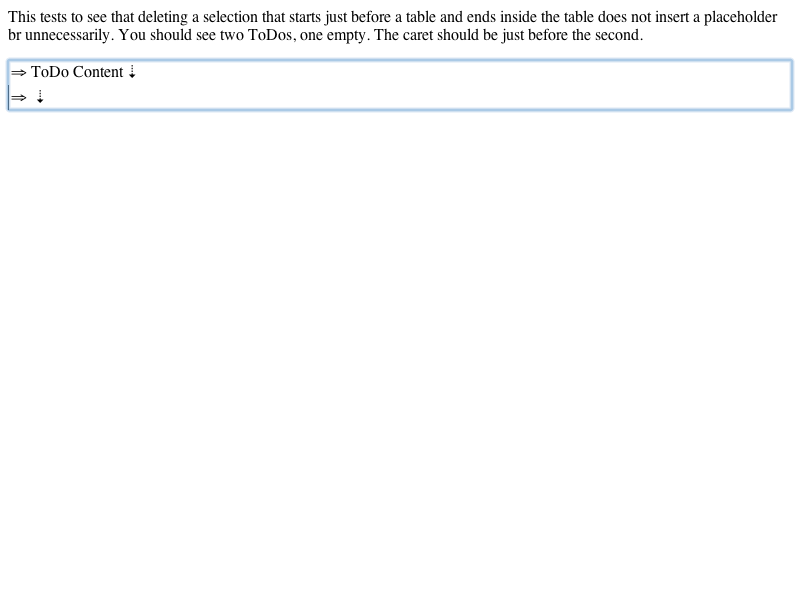 This tests to see that deleting a selection that starts just before a table and ends inside the table does not insert a placeholder
br unnecessarily. You should see two ToDos, one empty. The caret should be just before the second.
⇒ ToDo Content ⇣
⇒ ⇣